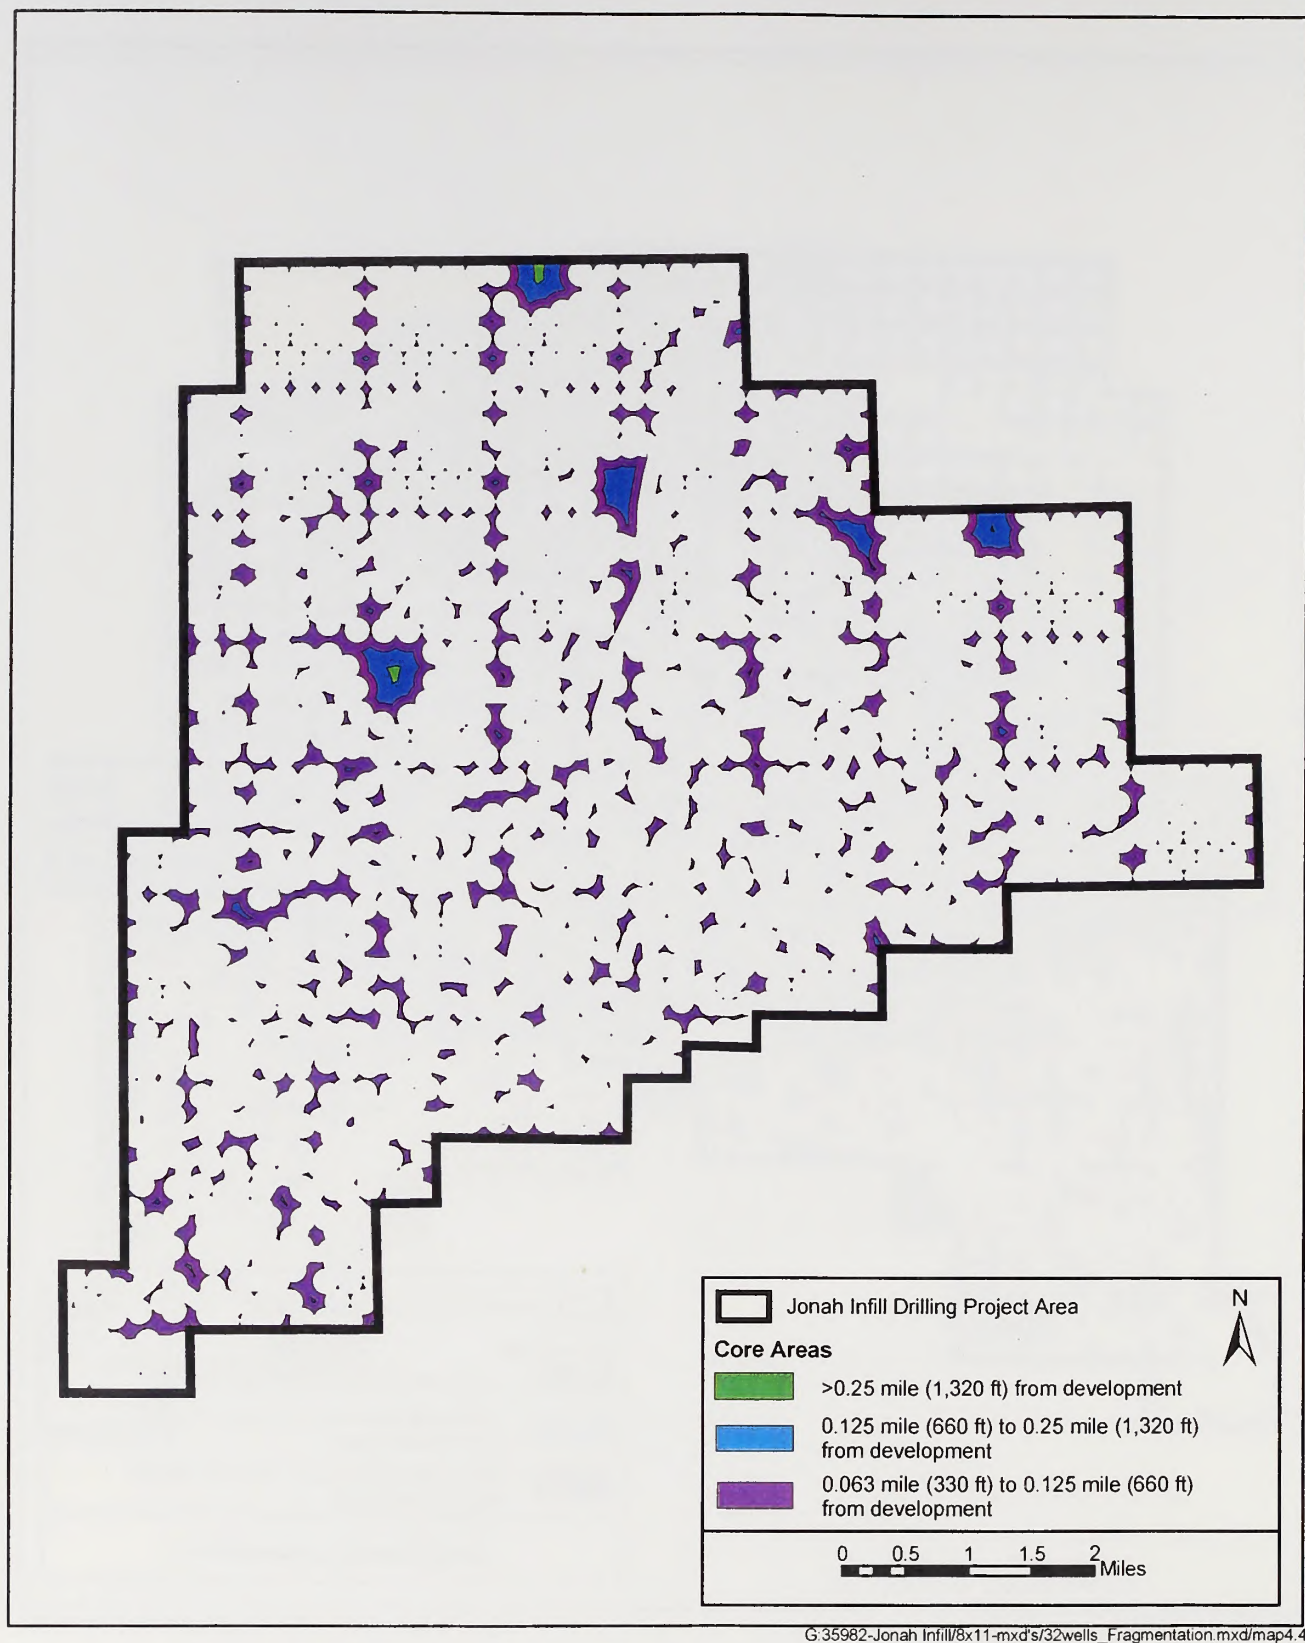 Jonah Infill Drilling Project Area
N
Core Areas
>0.25 mile (1,320 ft) from development
0.125 mile (660 ft) to 0.25 mile (1,320 ft)
from development
0.063 mile (330 ft) to 0.125 mile (660 ft)
from development
0 0.5 1 1.5 2
Miles
G:35982-Jonah Infill/8x11-mxd's/32wells_Fragmentation.mxd/map4.4